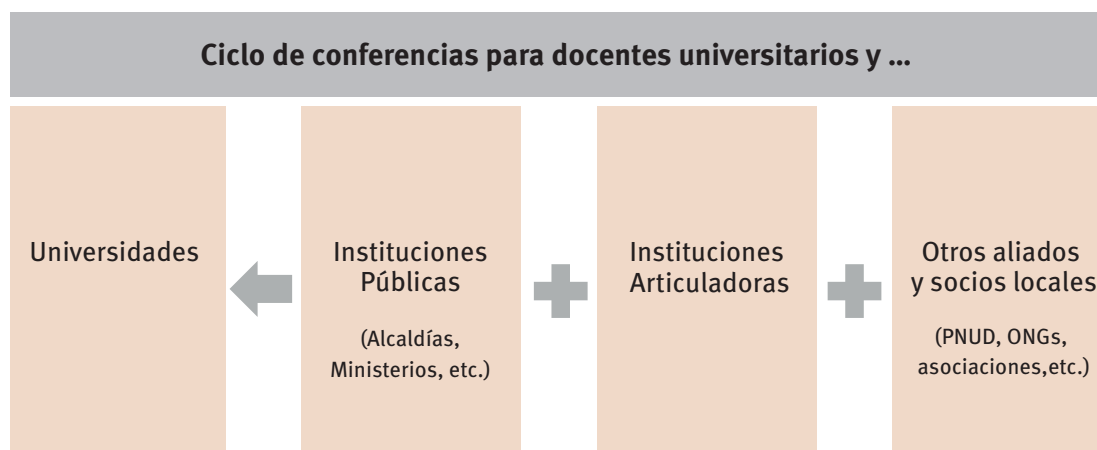 Ciclo de conferencias para docentes universitarios y ...
Universidades
Instituciones
Públicas
(Alcaldías,
Ministerios, etc.)
Instituciones
Articuladoras
Otros aliados
y socios locales
(PNUD, ONGs,
asociaciones,etc.)